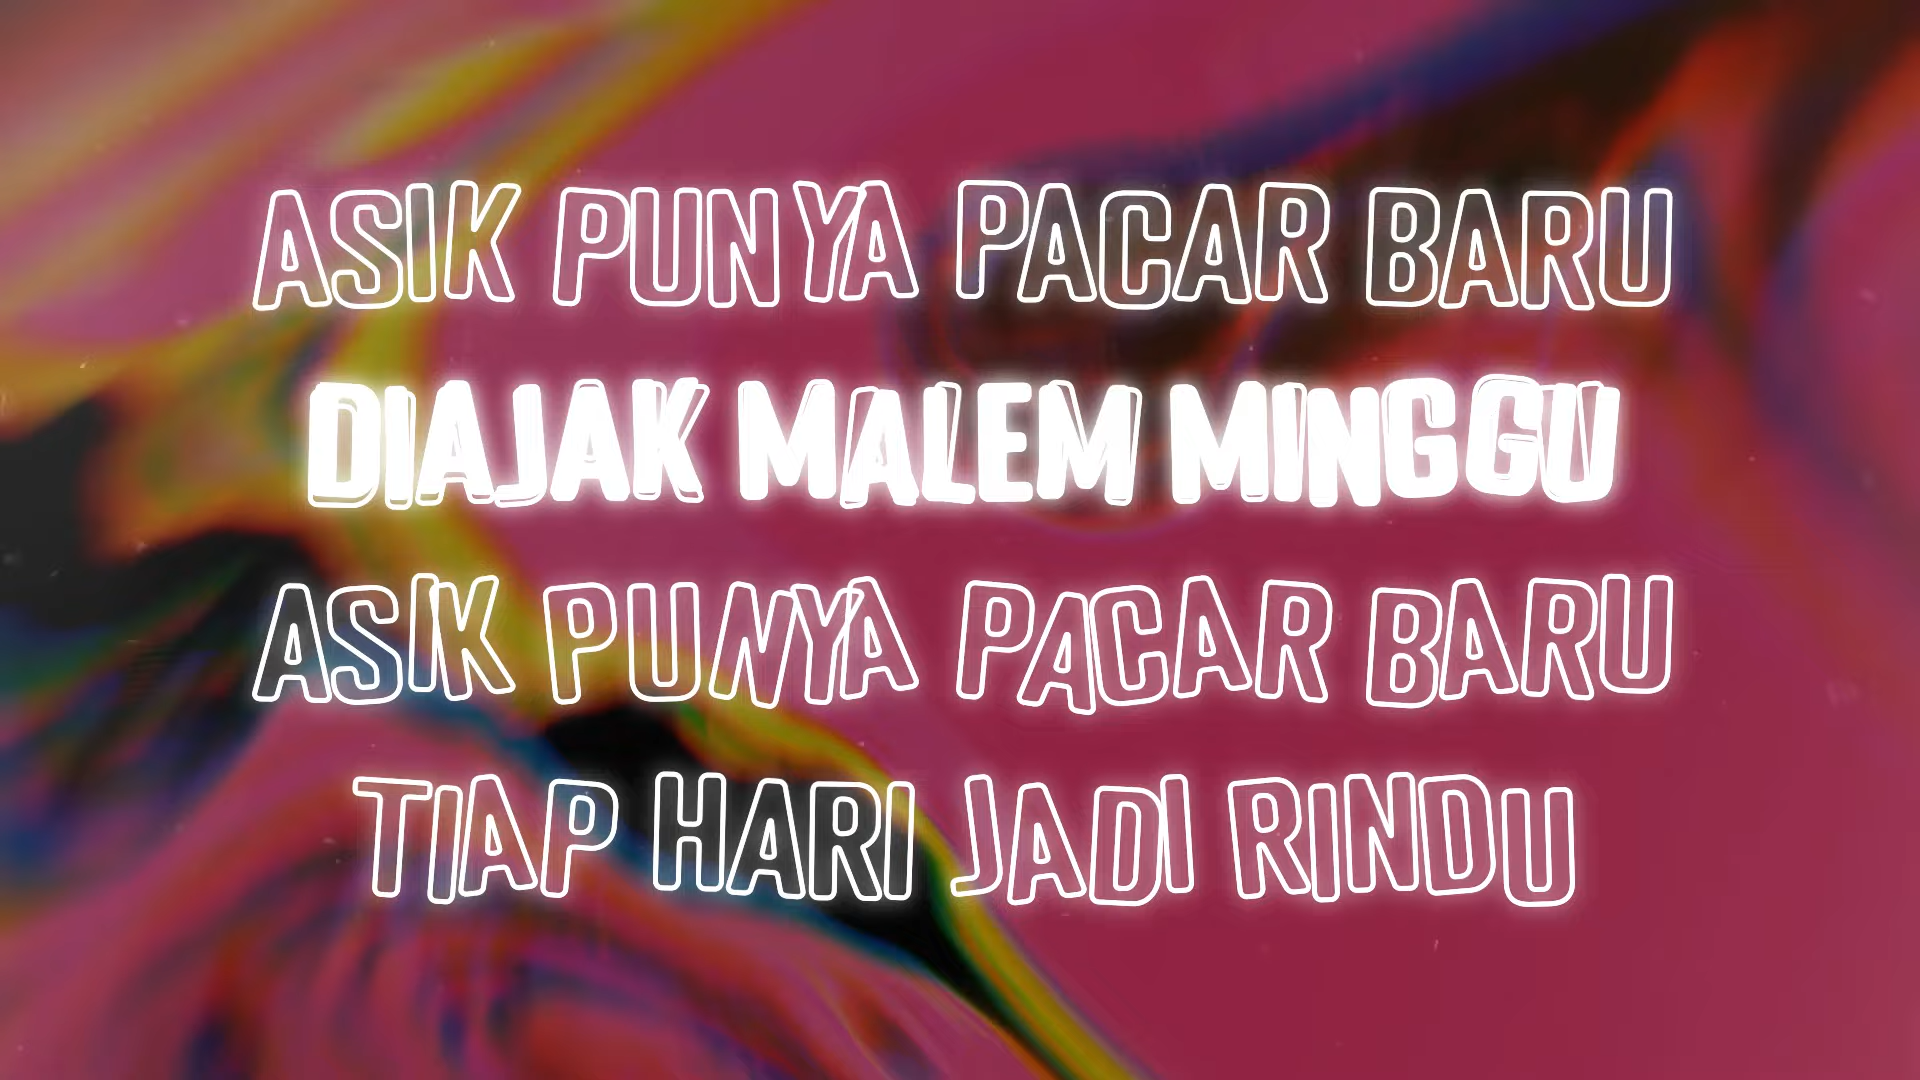 ASIK PUNYA PACAR BARU
DIAJAK MALEM MINGGU
ASIK PUNYA PACAR BARU
TIAP HARI JADI RINDU